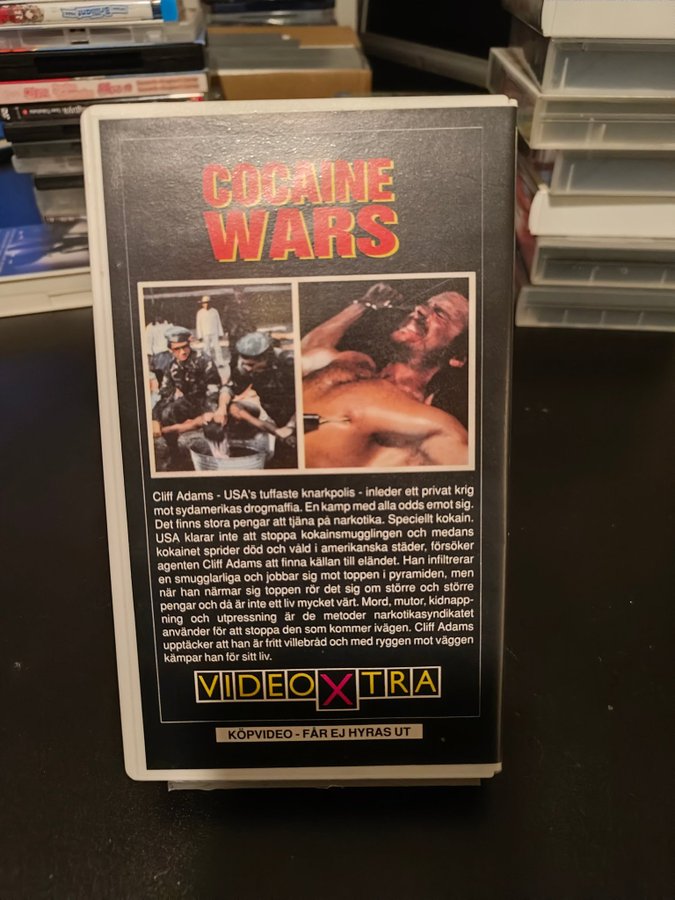 COCAINE
WARS
Cliff Adams - USA's tuffaste knarkpolis - inleder ett privat krig
mot sydamerikas drogmaffia. En kamp med alla odds emot sig.
Det finns stora pengar att tjäna på narkotika. Speciellt kokain.
USA klarar inte att stoppa kokainsmugglingen och medans
kokainet sprider död och våld i amerikanska städer, försöker
agenten Cliff Adams att finna källan till eländet. Han infiltrerar
en smugglarliga och jobbar sig mot toppen i pyramiden, men
när han närmar sig toppen rör det sig om större och större
pengar och då är inte ett liv mycket värt. Mord, mutor, kidnapp-
ning och utpressning är de metoder narkotikasyndikatet
använder för att stoppa den som kommer ivägen. Cliff Adams
upptäcker att han är fritt villebråd och med ryggen mot väggen
kämpar han för sitt liv.
VIDEOXTRA
KÖPVIDEO - FÅR EJ HYRAS UT